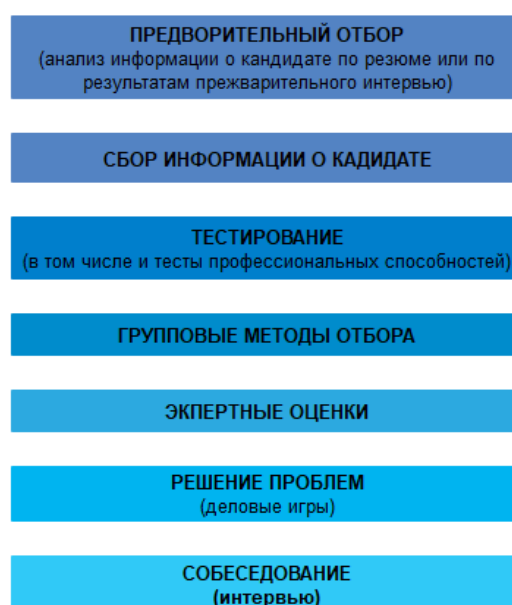 ПРЕДВОРИТЕЛЬНЫЙ ОТБОР
(анализ информации о кандидате по резюме или по
результатам прежварительного интервью)
СБОР ИНФОРМАЦИИ О КАДИДАТЕ
ТЕСТИРОВАНИЕ
(в том числе и тесты профессиональных способностей)
ГРУППОВЫЕ МЕТОДЫ ОТБОРА
ЭКПЕРТНЫЕ ОЦЕНКИ
РЕШЕНИЕ ПРОБЛЕМ
(деловые игры)
СОБЕСЕДОВАНИЕ
(интервью)